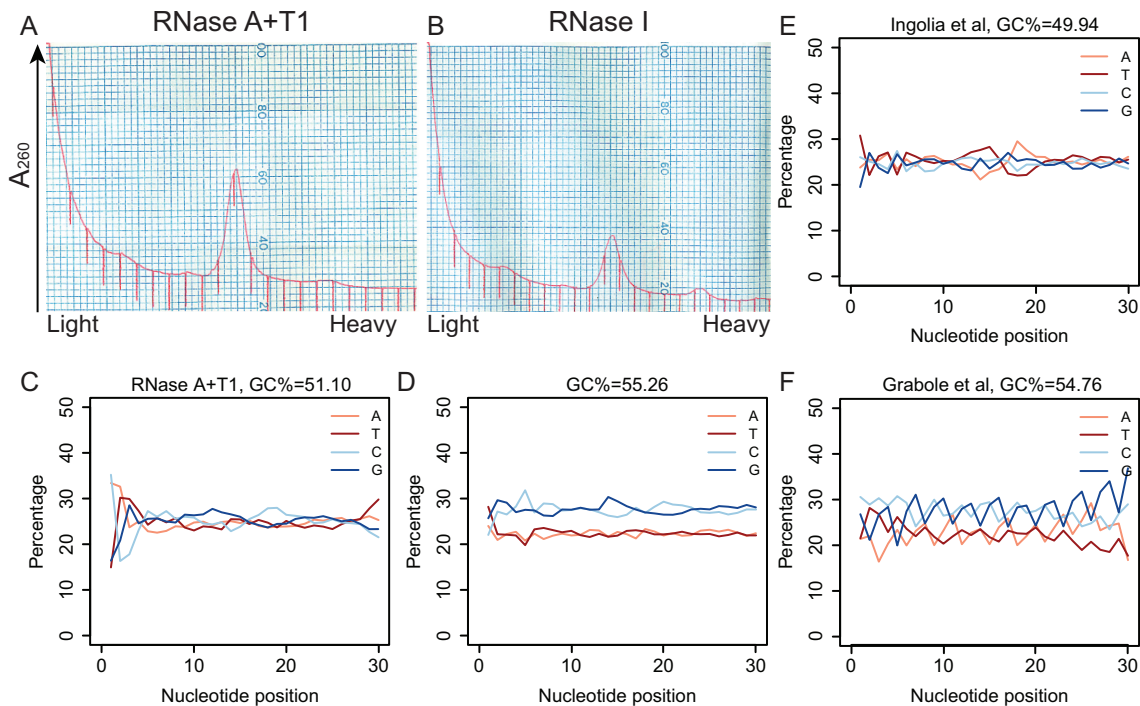 A
RNase A+T1
A260
100
80
60
40
20
Light
Heavy
B
RNase I
100
80
60
40
20
Light
Heavy
E
Ingolia et al, GC%=49.94
Percentage
50
40
30
20
10
0
A
T
C
G
0
10
20
30
Nucleotide position
C
RNase A+T1, GC%=51.10
Percentage
50
40
30
20
10
0
A
T
C
G
0
10
20
30
Nucleotide position
D
GC%=55.26
Percentage
50
40
30
20
10
0
A
T
C
G
0
10
20
30
Nucleotide position
F
Grabole et al, GC%=54.76
Percentage
50
40
30
20
10
0
A
T
C
G
0
10
20
30
Nucleotide position